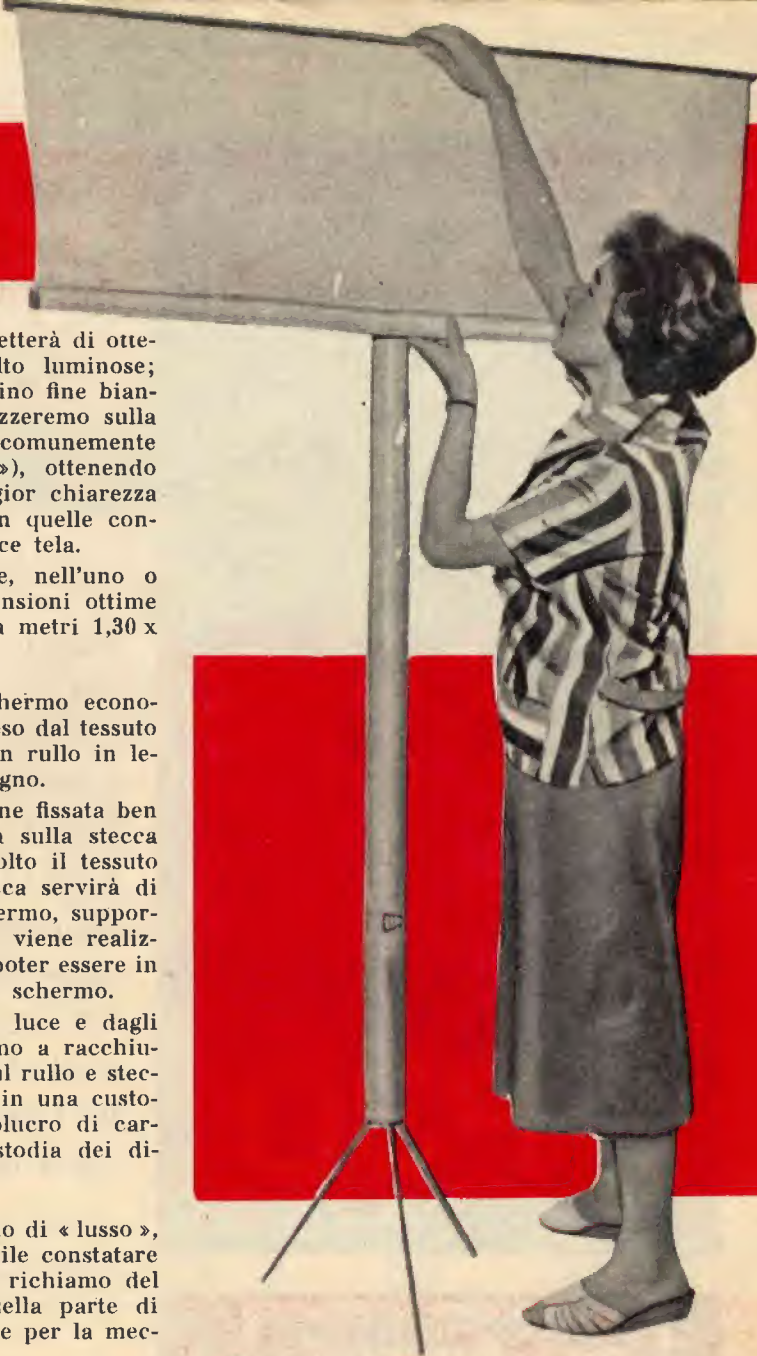 etterà di otte-
lto luminose;
ino fine bian-
zzeremo sulla
comunemente
»), ottenendo
gior chiarezza
n quelle con-
ce tela.
e, nell'uno o
nsioni ottime
a metri 1,30 x
hermo econo-
so dal tessuto
n rullo in le-
gno.
ne fissata ben
a sulla stecca
olto il tessuto
ca servirà di
ermo, suppor-
viene realiz-
poter essere in
schermo.
luce e dagli
no a racchiu-
al rullo e stec-
in una custo-
olucro di car-
stodia dei di-
o di « lusso »,
ile constatare
richiamo del
ella parte di
e per la mec-